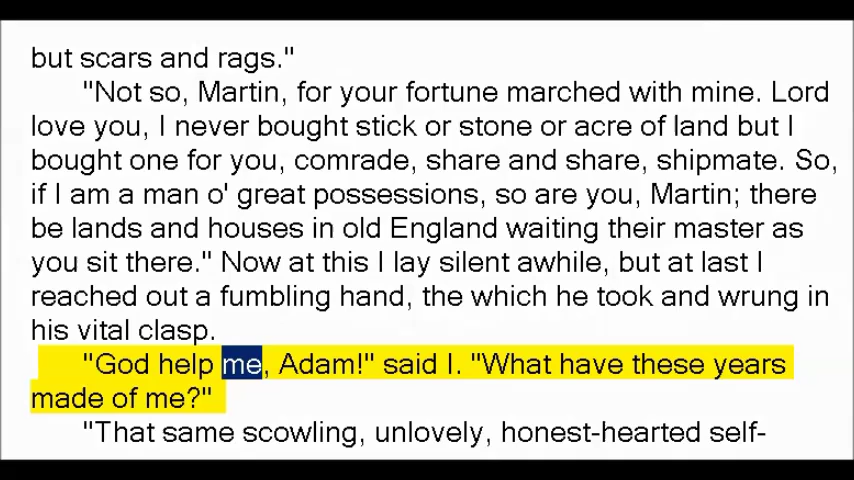 but scars and rags."
"Not so, Martin, for your fortune marched with mine. Lord
love you, I never bought stick or stone or acre of land but I
bought one for you, comrade, share and share, shipmate. So,
if I am a man o' great possessions, so are you, Martin; there
be lands and houses in old England waiting their master as
you sit there." Now at this I lay silent awhile, but at last I
reached out a fumbling hand, the which he took and wrung in
his vital clasp.
"God help me, Adam!" said I. "What have these years
made of me?"
"That same scowling, unlovely, honest-hearted self-